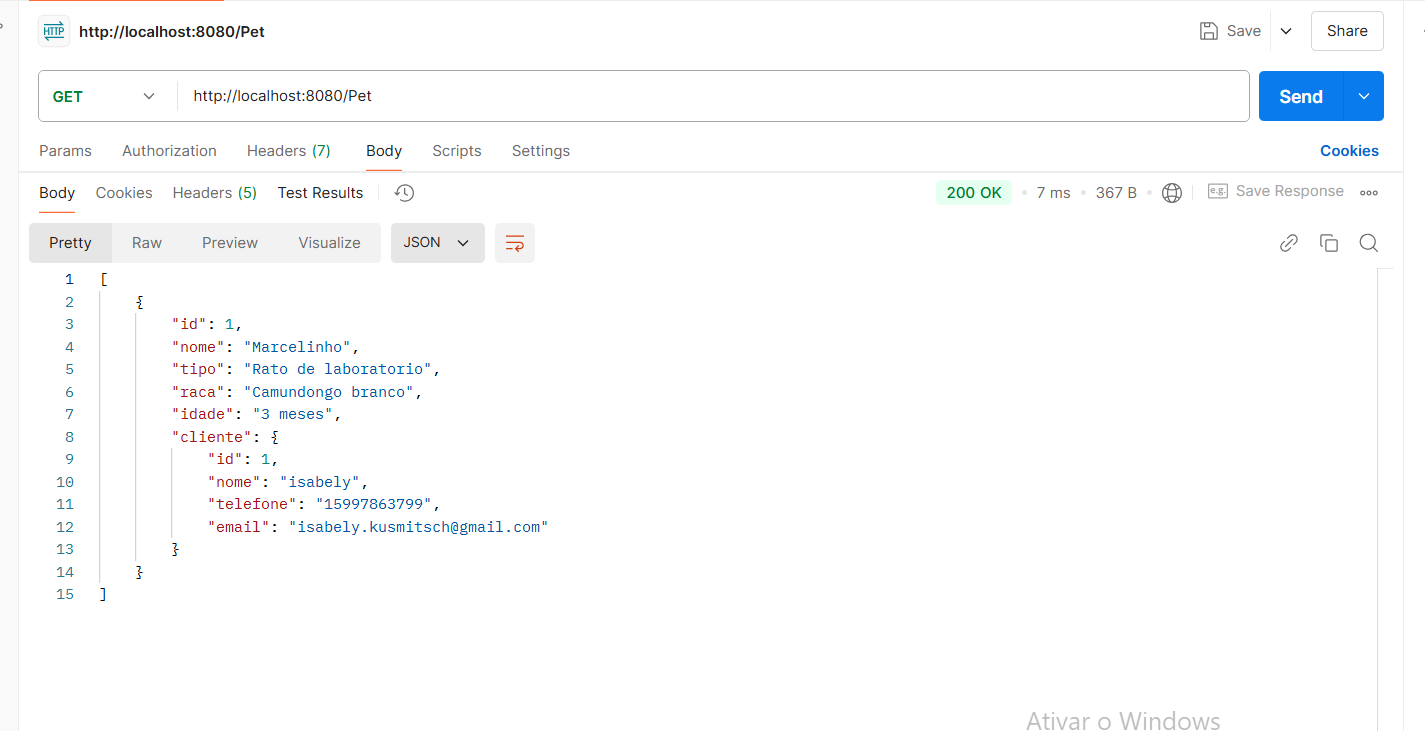 HTTP http://localhost:8080/Pet Save Share
GET http://localhost:8080/Pet Send
Params Authorization Headers (7) Body Scripts Settings Cookies
Body Cookies Headers (5) Test Results 200 OK 7 ms 367 B e.g. Save Response
Pretty Raw Preview Visualize JSON
1 [
2 {
3 "id": 1,
4 "nome": "Marcelinho",
5 "tipo": "Rato de laboratorio",
6 "raca": "Camundongo branco",
7 "idade": "3 meses",
8 "cliente": {
9 "id": 1,
10 "nome": "isabely",
11 "telefone": "15997863799",
12 "email": "isabely.kusmitsch@gmail.com"
13 }
14 }
15 ]
Ativar o Windows